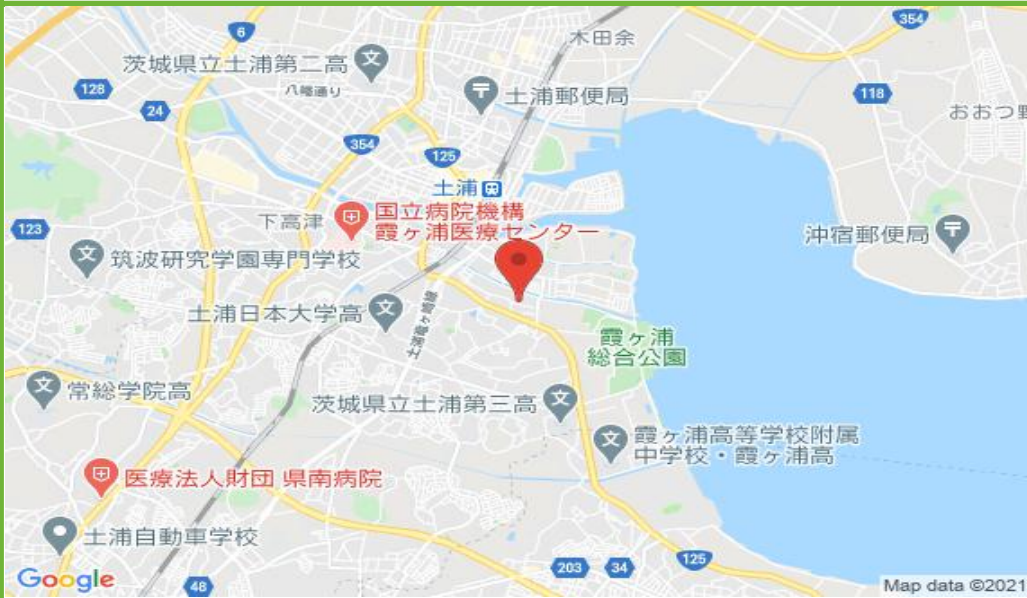 354
6
木田余
茨城県立土浦第二高
八幡通り
128
土浦郵便局
118
24
おおつ野
354
125
土浦
国立病院機構
霞ヶ浦医療センター
下高津
123
沖宿郵便局
筑波研究学園専門学校
土浦日本大学高
土浦竜ヶ崎線
霞ヶ浦
総合公園
常総学院高
茨城県立土浦第三高
霞ヶ浦高等学校附属
中学校・霞ヶ浦高
医療法人財団 県南病院
土浦自動車学校
125
203
34
48
Google
Map data ©2021